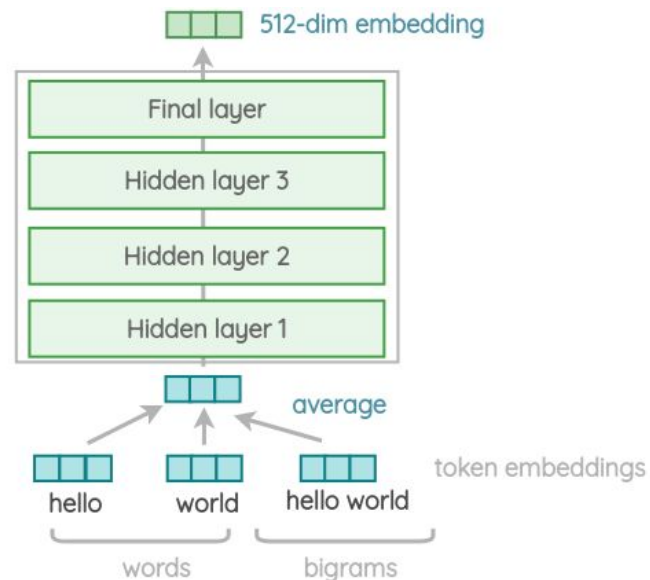 512-dim embedding
Final layer
Hidden layer 3
Hidden layer 2
Hidden layer 1
average
token embeddings
hello world hello world
words bigrams